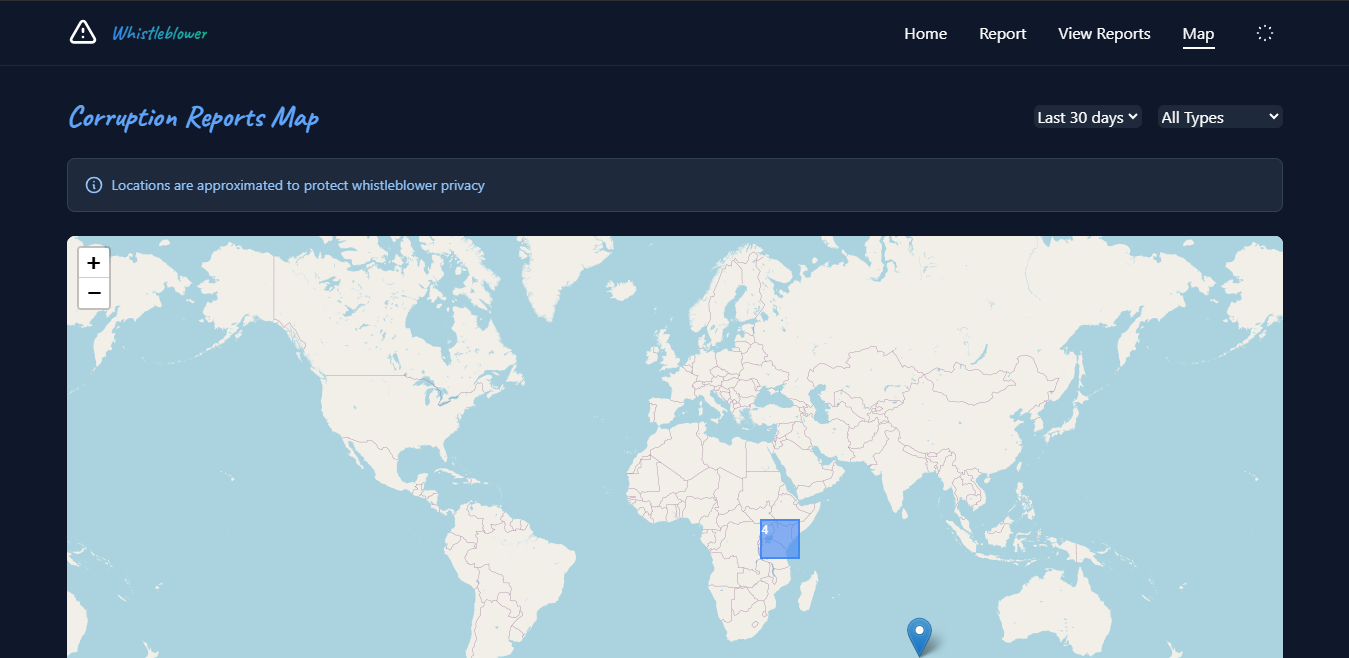 Whistleblower
Home
Report
View Reports
Map
Corruption Reports Map
Last 30 days
All Types
Locations are approximated to protect whistleblower privacy
+
−
4